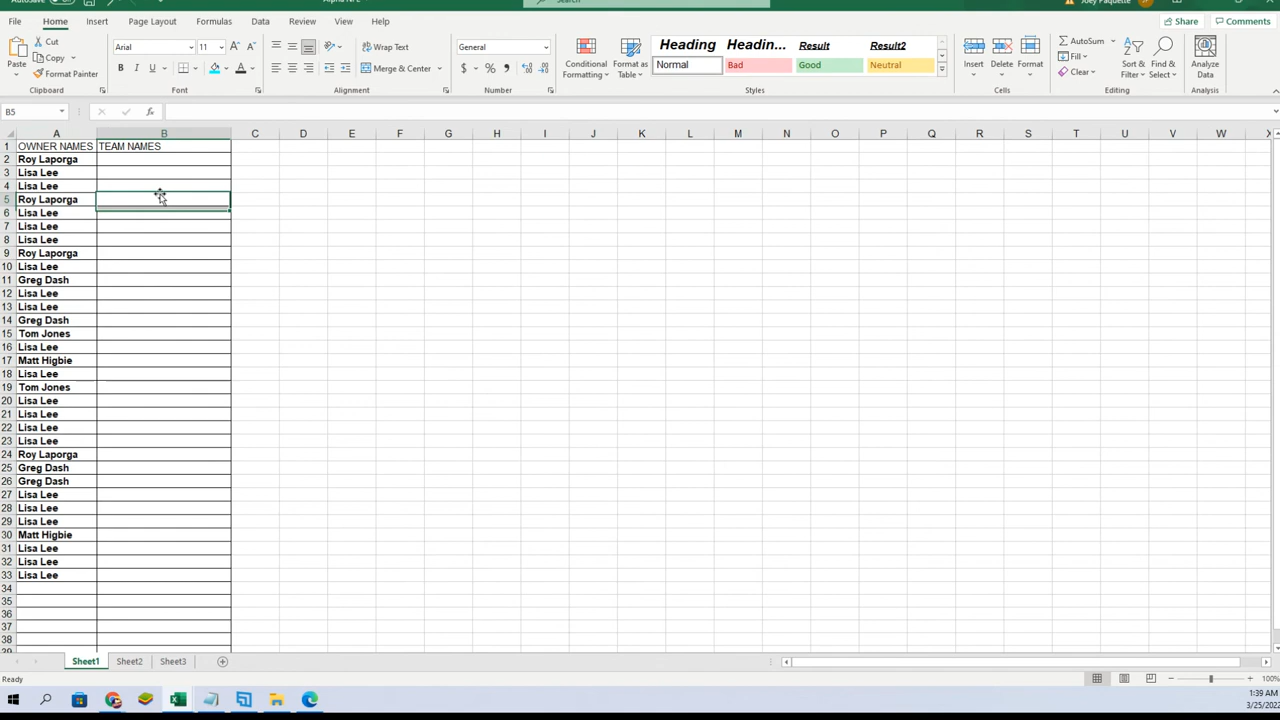 Search
Joey Paquette
File Home Insert Page Layout Formulas Data Review View Help Share Comments
Paste Cut Copy Format Painter Clipboard
Arial 11 Font
Wrap Text Merge & Center Alignment
General Number
Conditional Formatting Format as Table
Heading Headin... Result Result2
Normal Bad Good Neutral
Styles
Insert Delete Format Cells
AutoSum Fill Clear Sort & Filter Find & Select Editing
Analyze Data Analysis
B5
A B C D E F G H I J K L M N O P Q R S T U V W X
1 OWNER NAMES TEAM NAMES
2 Roy Laporga
3 Lisa Lee
4 Lisa Lee
5 Roy Laporga
6 Lisa Lee
7 Lisa Lee
8 Lisa Lee
9 Roy Laporga
10 Lisa Lee
11 Greg Dash
12 Lisa Lee
13 Lisa Lee
14 Greg Dash
15 Tom Jones
16 Lisa Lee
17 Matt Higbie
18 Lisa Lee
19 Tom Jones
20 Lisa Lee
21 Lisa Lee
22 Lisa Lee
23 Lisa Lee
24 Roy Laporga
25 Greg Dash
26 Greg Dash
27 Lisa Lee
28 Lisa Lee
29 Lisa Lee
30 Matt Higbie
31 Lisa Lee
32 Lisa Lee
33 Lisa Lee
34
35
36
37
38
Sheet1 Sheet2 Sheet3
Ready 100%
1:39 AM